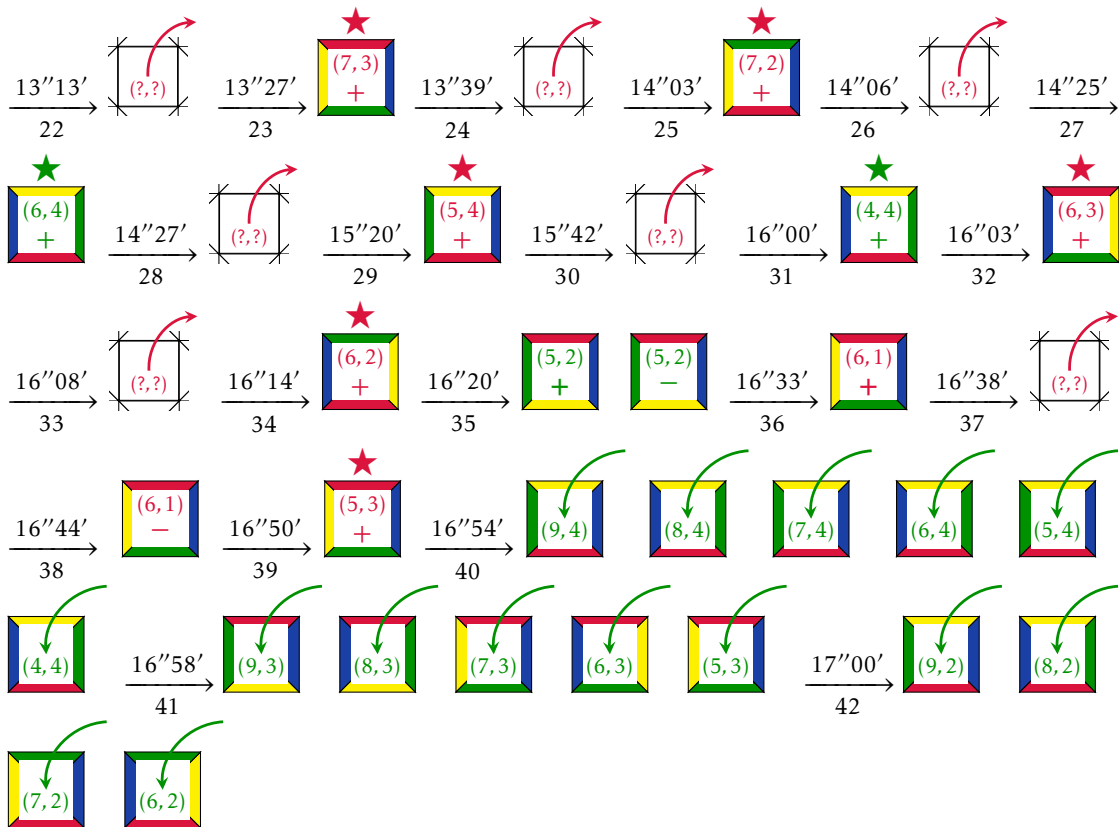 13′′13′ (?,?) 13′′27′ (7,3) 13′′39′ (?,?) 14′′03′ (7,2) 14′′06′ (?,?) 14′′25′
22 23 + 24 25 + 26 27
(6,4) 14′′27′ (?,?) 15′′20′ (5,4) 15′′42′ (?,?) 16′′00′ (4,4) 16′′03′ (6,3)
+ 28 29 + 30 31 + 32 +
16′′08′ (?,?) 16′′14′ (6,2) 16′′20′ (5,2) (5,2) 16′′33′ (6,1) 16′′38′ (?,?)
33 34 + 35 + − 36 + 37
16′′44′ (6,1) 16′′50′ (5,3) 16′′54′ (9,4) (8,4) (7,4) (6,4) (5,4)
38 − 39 + 40
(4,4) 16′′58′ (9,3) (8,3) (7,3) (6,3) (5,3) 17′′00′ (9,2) (8,2)
41 42
(7,2) (6,2)